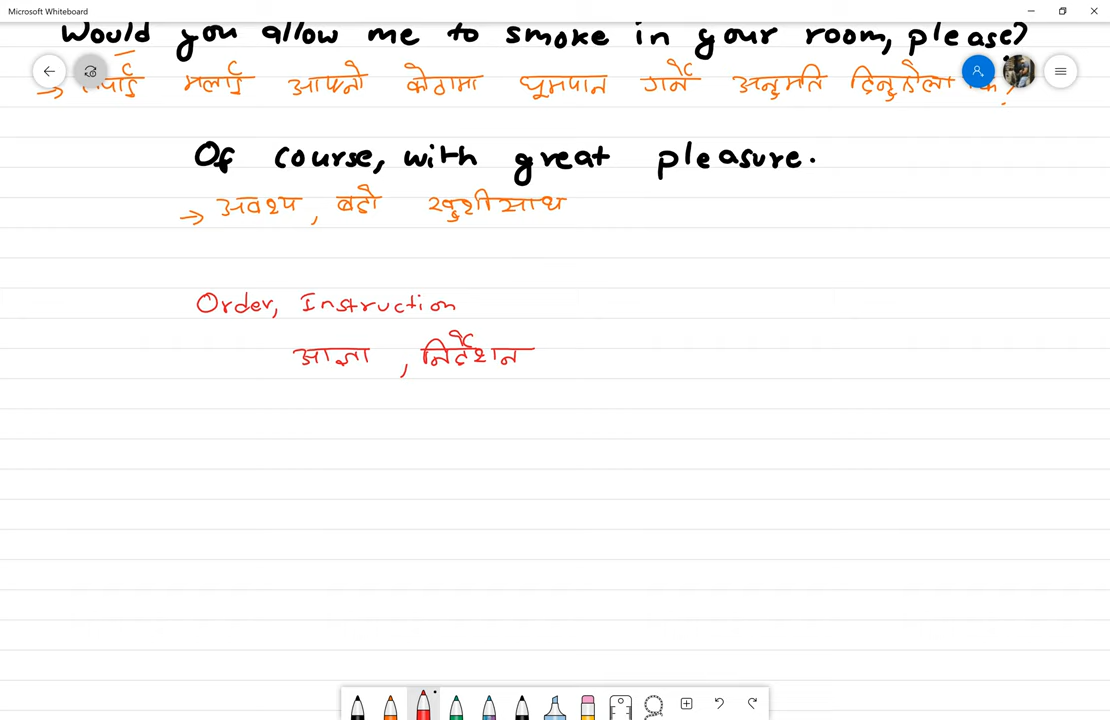 Microsoft Whiteboard
Would you allow me to smoke in your room, please?
→ मलाई आफ्नो कोठामा धूमपान गर्न अनुमति दिनुहोला कि?
Of course, with great pleasure.
→ अवश्य, बडो खुशीसाथ
Order, Instruction
आज्ञा, निर्देशन